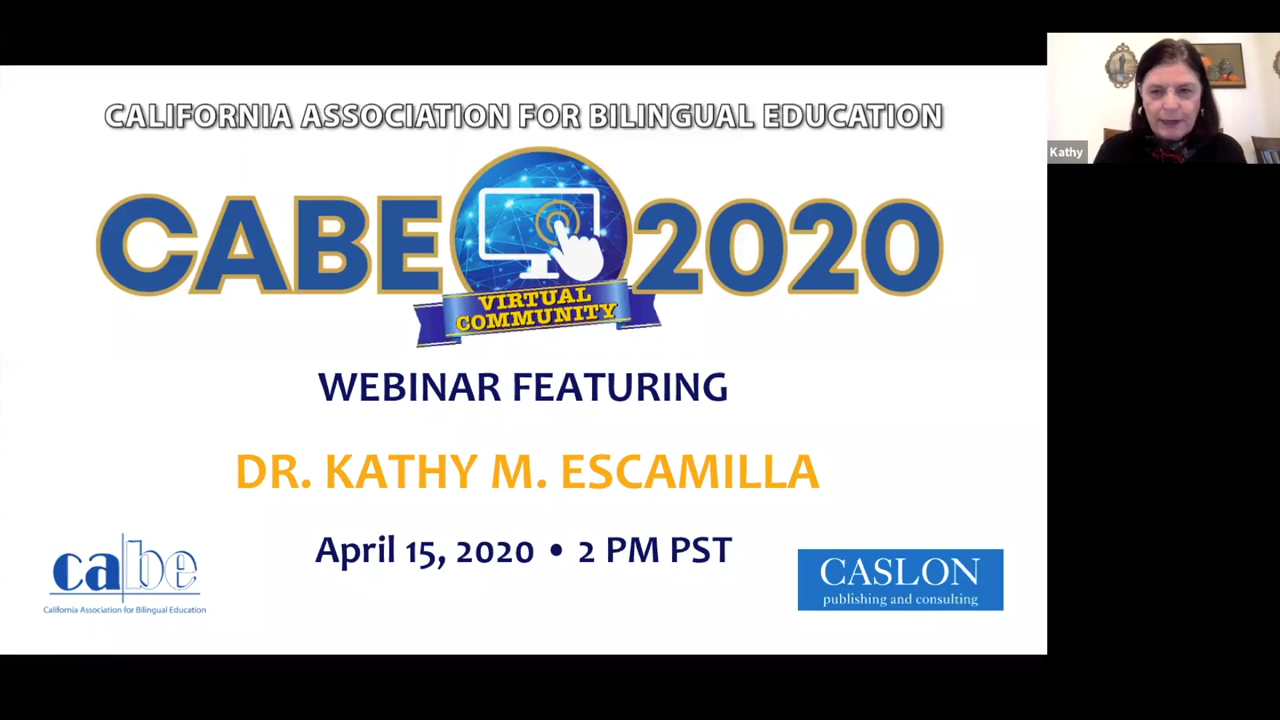 CALIFORNIA ASSOCIATION FOR BILINGUAL EDUCATION
CABE 2020
VIRTUAL
COMMUNITY
WEBINAR FEATURING
DR. KATHY M. ESCAMILLA
April 15, 2020 • 2 PM PST
cabe
California Association for Bilingual Education
CASLON
publishing and consulting
Kathy